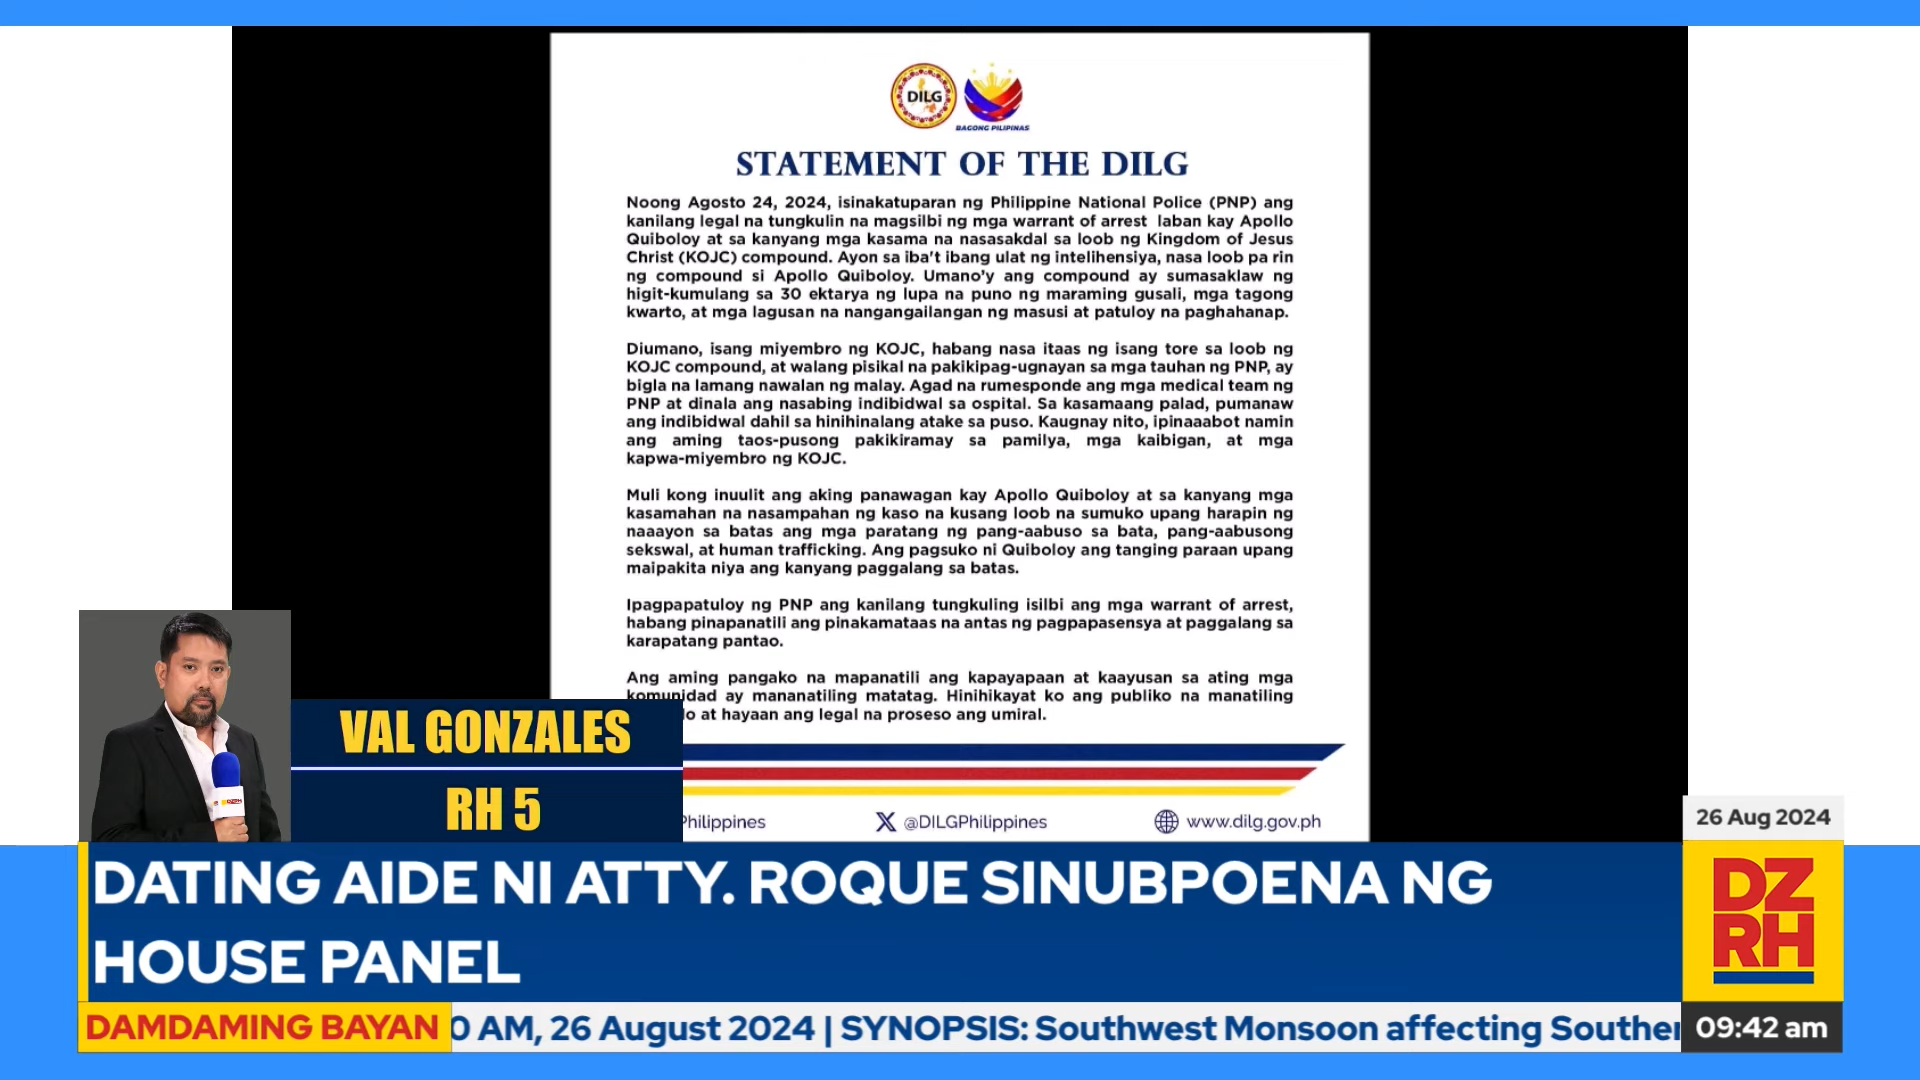 DILG
BAGONG PILIPINAS
STATEMENT OF THE DILG
Noong Agosto 24, 2024, isinakatuparan ng Philippine National Police (PNP) ang
kanilang legal na tungkulin na magsilbi ng mga warrant of arrest laban kay Apollo
Quiboloy at sa kanyang mga kasama na nasasakdal sa loob ng Kingdom of Jesus
Christ (KOJC) compound. Ayon sa iba't ibang ulat ng intelihensiya, nasa loob pa rin
ng compound si Apollo Quiboloy. Umano'y ang compound ay sumasaklaw ng
higit-kumulang sa 30 ektarya ng lupa na puno ng maraming gusali, mga tagong
kwarto, at mga lagusan na nangangailangan ng masusi at patuloy na paghahanap.
Diumano, isang miyembro ng KOJC, habang nasa itaas ng isang tore sa loob ng
KOJC compound, at walang pisikal na pakikipag-ugnayan sa mga tauhan ng PNP, ay
bigla na lamang nawalan ng malay. Agad na rumesponde ang mga medical team ng
PNP at dinala ang nasabing indibidwal sa ospital. Sa kasamaang palad, pumanaw
ang indibidwal dahil sa hinihinalang atake sa puso. Kaugnay nito, ipinaaabot namin
ang aming taos-pusong pakikiramay sa pamilya, mga kaibigan, at mga
kapwa-miyembro ng KOJC.
Muli kong inuulit ang aking panawagan kay Apollo Quiboloy at sa kanyang mga
kasamahan na nasampahan ng kaso na kusang loob na sumuko upang harapin ng
naaayon sa batas ang mga paratang ng pang-aabuso sa bata, pang-aabusong
sekswal, at human trafficking. Ang pagsuko ni Quiboloy ang tanging paraan upang
maipakita niya ang kanyang paggalang sa batas.
Ipagpapatuloy ng PNP ang kanilang tungkuling isilbi ang mga warrant of arrest,
habang pinapanatili ang pinakamataas na antas ng pagpapasensya at paggalang sa
karapatang pantao.
Ang aming pangako na mapanatili ang kapayapaan at kaayusan sa ating mga
komunidad ay mananatiling matatag. Hinihikayat ko ang publiko na manatiling
lo at hayaan ang legal na proseso ang umiral.
Philippines
@DILGPhilippines
www.dilg.gov.ph
VAL GONZALES
RH 5
26 Aug 2024
DATING AIDE NI ATTY. ROQUE SINUBPOENA NG
HOUSE PANEL
DZ
RH
DAMDAMING BAYAN
0 AM, 26 August 2024 | SYNOPSIS: Southwest Monsoon affecting Souther
09:42 am